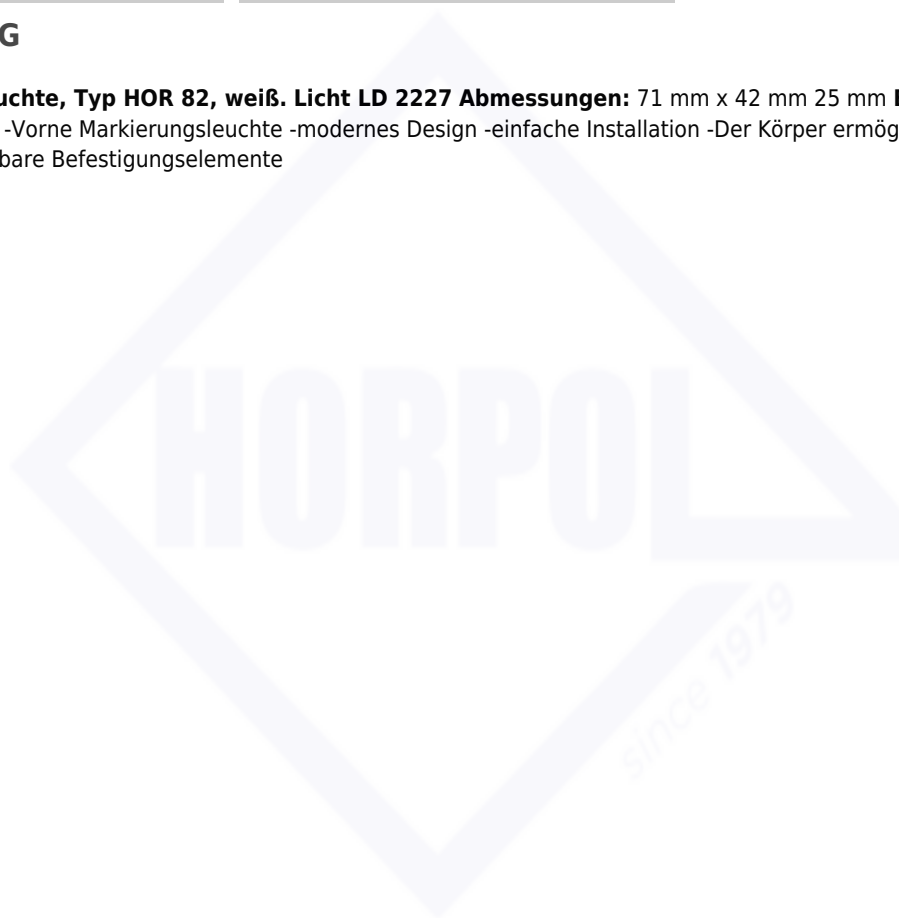 G
uchte, Typ HOR 82, weiß. Licht LD 2227 Abmessungen: 71 mm x 42 mm 25 mm
-Vorne Markierungsleuchte -modernes Design -einfache Installation -Der Körper ermög
bare Befestigungselemente
HORPOL
since 1979